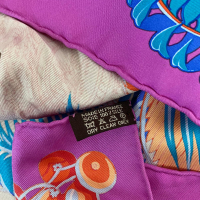 MADE IN FRANCE
SOIE 100% SILK
DRY CLEAN ONLY